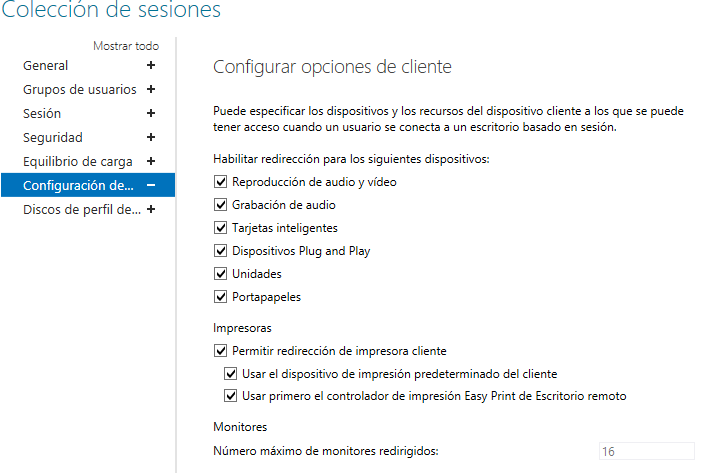 Colección de sesiones
Mostrar todo
General +
Grupos de usuarios +
Sesión +
Seguridad +
Equilibrio de carga +
Configuración de... −
Discos de perfil de... +
Configurar opciones de cliente
Puede especificar los dispositivos y los recursos del dispositivo cliente a los que se puede
tener acceso cuando un usuario se conecta a un escritorio basado en sesión.
Habilitar redirección para los siguientes dispositivos:
Reproducción de audio y vídeo
Grabación de audio
Tarjetas inteligentes
Dispositivos Plug and Play
Unidades
Portapapeles
Impresoras
Permitir redirección de impresora cliente
Usar el dispositivo de impresión predeterminado del cliente
Usar primero el controlador de impresión Easy Print de Escritorio remoto
Monitores
Número máximo de monitores redirigidos: 16